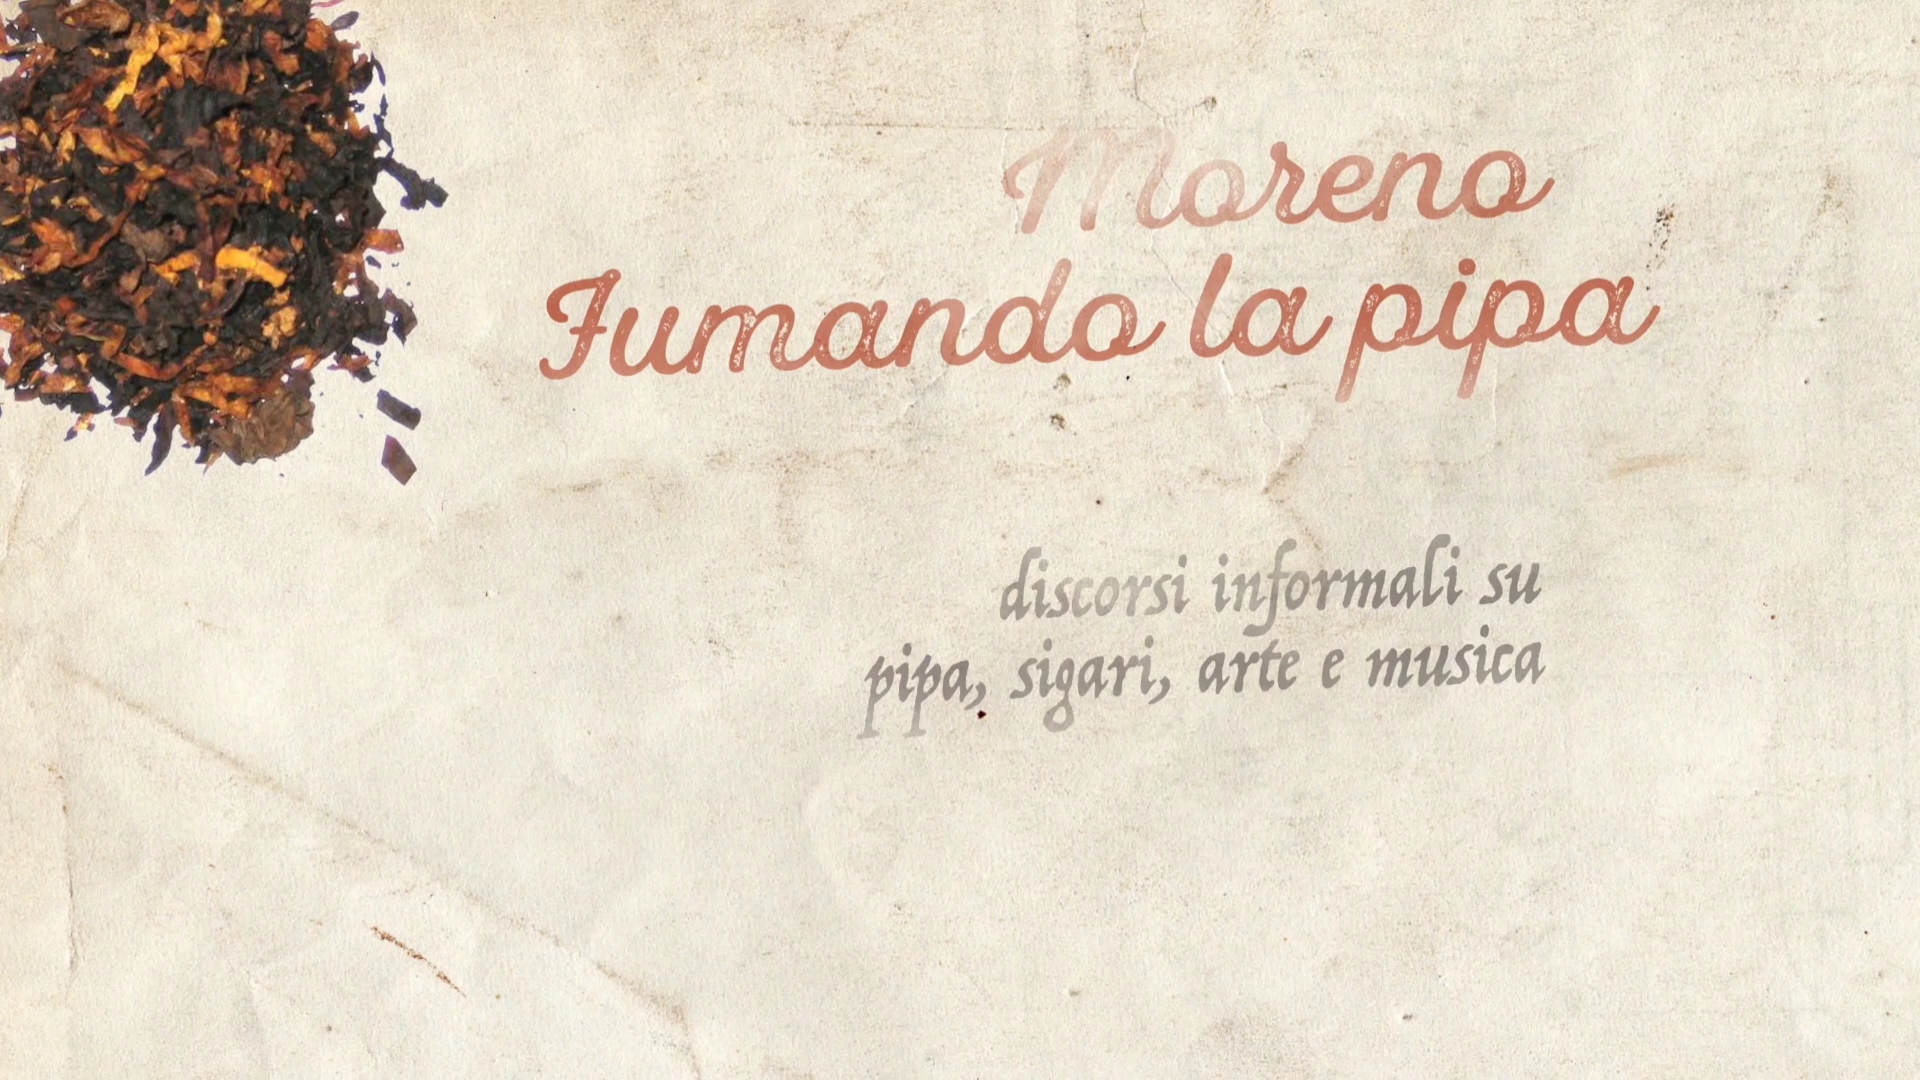 Moreno
Fumando la pipa
discorsi informali su
pipa, sigari, arte e musica